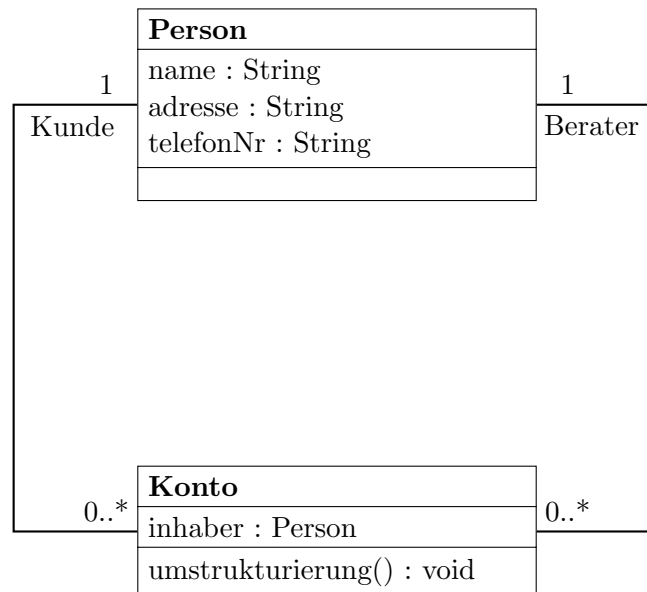 Person
name : String
adresse : String
telefonNr : String
1
Kunde
1
Berater
Konto
inhaber : Person
umstrukturierung() : void
0..*
0..*